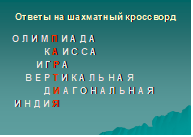 Ответы на шахматный кроссворд
ОЛИМПИАДА
КАИССА
ИГРА
ВЕРТИКАЛЬНАЯ
ДИАГОНАЛЬНАЯ
ИНДИЯ